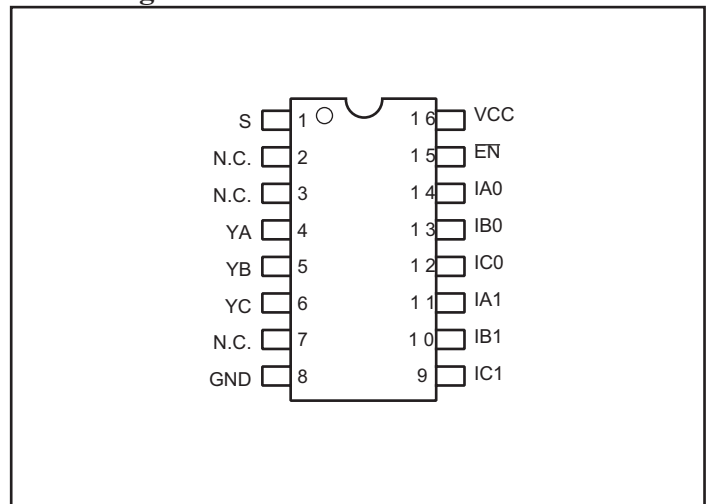 S 1 16 VCC
N.C. 2 15 E̅N̅
N.C. 3 14 IA0
YA 4 13 IB0
YB 5 12 IC0
YC 6 11 IA1
N.C. 7 10 IB1
GND 8 9 IC1